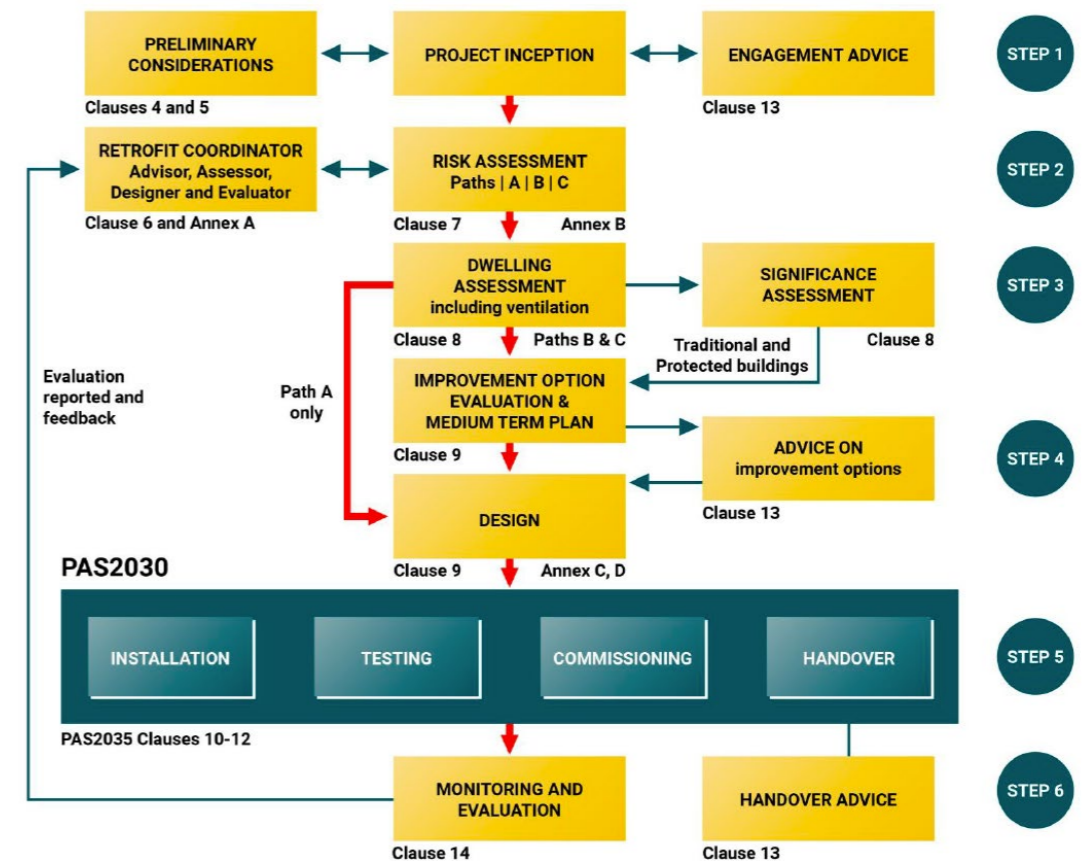 PRELIMINARY
CONSIDERATIONS
PROJECT INCEPTION
ENGAGEMENT ADVICE
STEP 1
Clauses 4 and 5
Clause 13
RETROFIT COORDINATOR
Advisor, Assessor,
Designer and Evaluator
RISK ASSESSMENT
Paths | A | B | C
STEP 2
Clause 6 and Annex A
Clause 7
Annex B
DWELLING
ASSESSMENT
including ventilation
SIGNIFICANCE
ASSESSMENT
STEP 3
Clause 8
Paths B & C
Clause 8
Traditional and
Protected buildings
Evaluation
reported and
feedback
Path A
only
IMPROVEMENT OPTION
EVALUATION &
MEDIUM TERM PLAN
Clause 9
ADVICE ON
improvement options
STEP 4
Clause 13
DESIGN
Clause 9
Annex C, D
PAS2030
INSTALLATION
TESTING
COMMISSIONING
HANDOVER
STEP 5
PAS2035 Clauses 10-12
MONITORING AND
EVALUATION
HANDOVER ADVICE
STEP 6
Clause 14
Clause 13